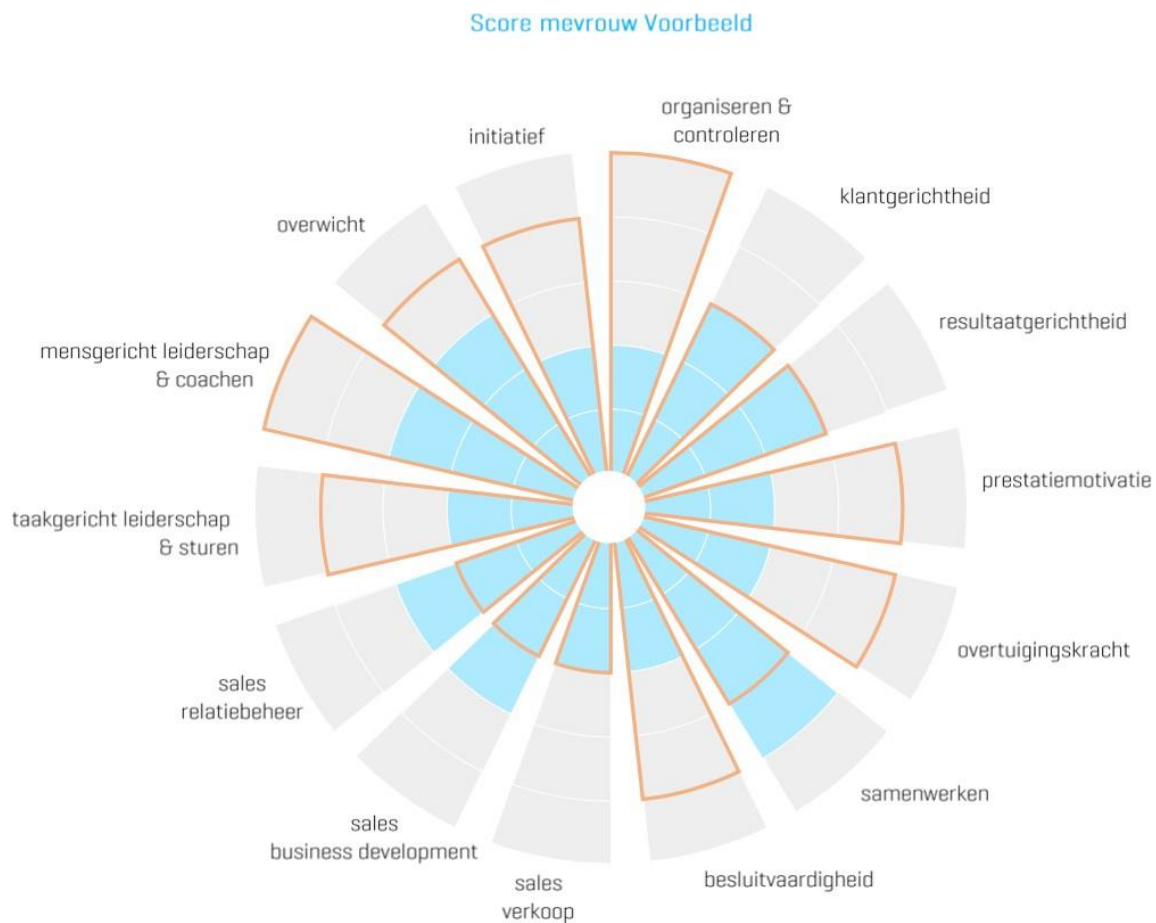 Score mevrouw Voorbeeld
organiseren &
controleren
klantgerichtheid
resultaatgerichtheid
prestatiemotivatie
overtuigingskracht
samenwerken
besluitvaardigheid
sales
verkoop
sales
business development
sales
relatiebeheer
taakgericht leiderschap
& sturen
mensgericht leiderschap
& coachen
overwicht
initiatief